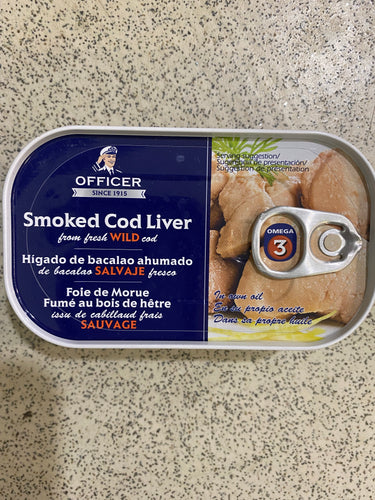 OFFICER
SINCE 1915
Smoked Cod Liver
from fresh WILD cod
Hígado de bacalao ahumado
de bacalao SALVAJE fresco
Foie de Morue
Fumé au bois de hêtre
issu de cabillaud frais
SAUVAGE
Serving suggestion/
Sugerencia de presentación/
Suggestion de présentation
OMEGA
3
In own oil
En su propio aceite
Dans sa propre huile